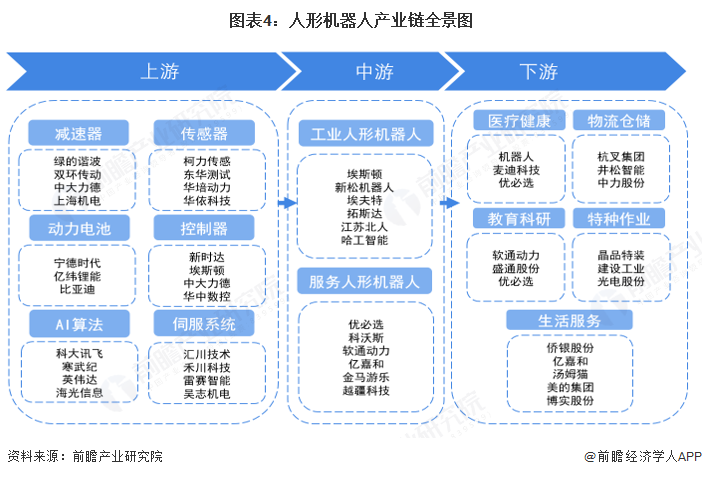 图表4：人形机器人产业链全景图
上游
中游
下游
减速器
绿的谐波
双环传动
中大力德
上海机电
传感器
柯力传感
东华测试
华培动力
华依科技
动力电池
宁德时代
亿纬锂能
比亚迪
控制器
新时达
埃斯顿
中大力德
华中数控
AI算法
科大讯飞
寒武纪
英伟达
海光信息
伺服系统
汇川技术
禾川科技
雷赛智能
吴志机电
工业人形机器人
埃斯顿
新松机器人
埃夫特
拓斯达
江苏北人
哈工智能
服务人形机器人
优必选
科沃斯
软通动力
亿嘉和
金马游乐
越疆科技
医疗健康
机器人
麦迪科技
优必选
物流仓储
杭叉集团
井松智能
中力股份
教育科研
软通动力
盛通股份
优必选
特种作业
晶品特装
建设工业
光电股份
生活服务
侨银股份
亿嘉和
汤姆猫
美的集团
博实股份
前瞻产业研究院
前瞻产业研究院
资料来源：前瞻产业研究院
@前瞻经济学人APP